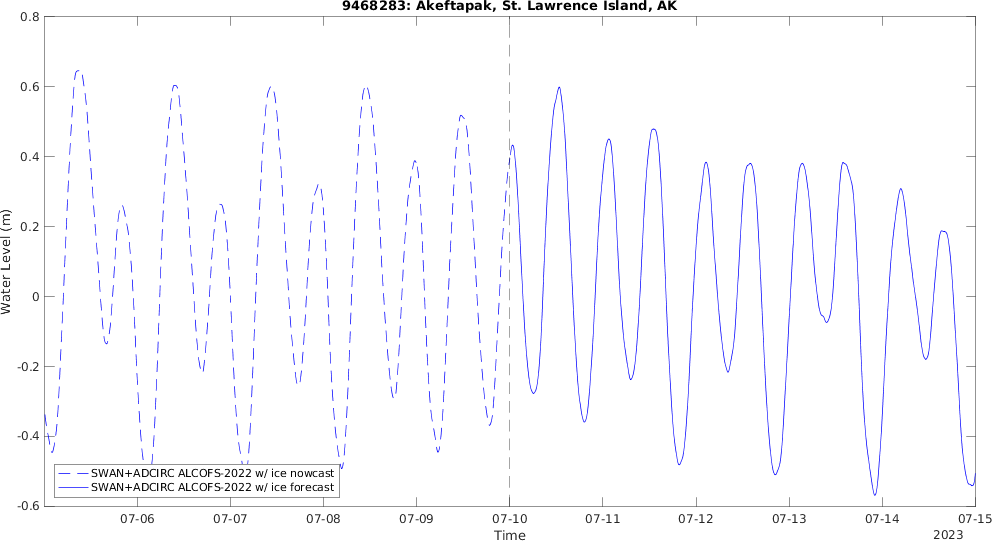 9468283: Akeftapak, St. Lawrence Island, AK
0.8
0.6
0.4
0.2
0
-0.2
-0.4
-0.6
Water Level (m)
SWAN+ADCIRC ALCOFS-2022 w/ ice nowcast
SWAN+ADCIRC ALCOFS-2022 w/ ice forecast
07-06 07-07 07-08 07-09 07-10 07-11 07-12 07-13 07-14 07-15
Time
2023